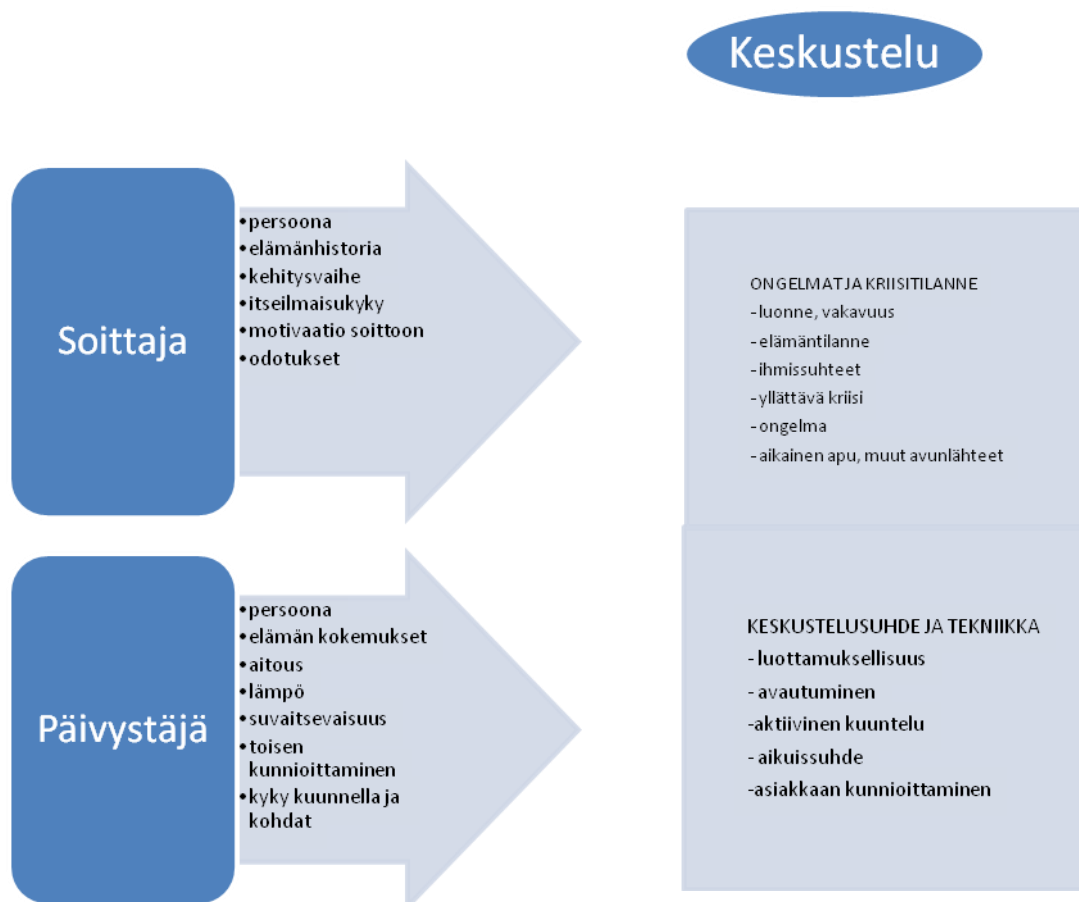 Keskustelu
Soittaja
•persoona
•elämänhistoria
•kehitysvaihe
•itseilmaisukyky
•motivaatio soittoon
•odotukset
ONGELMAT JA KRIISITILANNE
-luonne, vakavuus
-elämäntilanne
-ihmissuhteet
-yllättävä kriisi
-ongelma
-aikainen apu, muut avunlähteet
Päivystäjä
•persoona
•elämän kokemukset
•aitous
•lämpö
•suvaitsevaisuus
•toisen
kunnioittaminen
•kyky kuunnella ja
kohdat
KESKUSTELUSUHDE JA TEKNIIKKA
- luottamuksellisuus
- avautuminen
-aktiivinen kuuntelu
- aikuissuhde
-asiakkaan kunnioittaminen